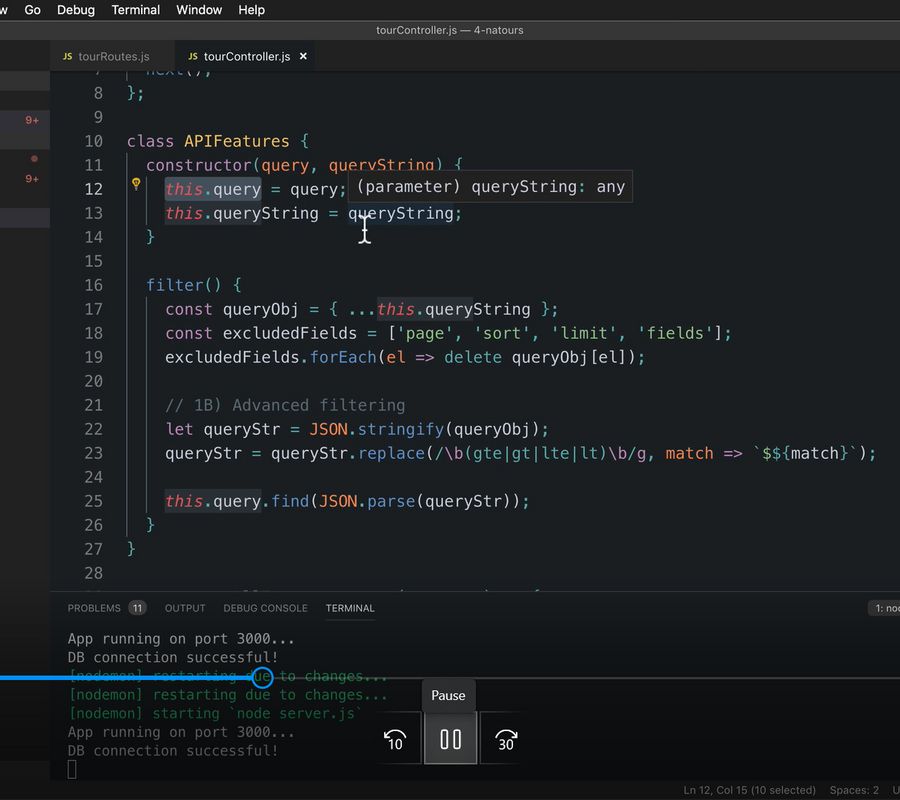 Go Debug Terminal Window Help
tourController.js — 4-natours
JS tourRoutes.js JS tourController.js ×
7 next();
8 };
9
9+
10 class APIFeatures {
11 constructor(query, queryString) {
9+
12 this.query = query;
(parameter) queryString: any
13 this.queryString = queryString;
14 }
15
16 filter() {
17 const queryObj = { ...this.queryString };
18 const excludedFields = ['page', 'sort', 'limit', 'fields'];
19 excludedFields.forEach(el => delete queryObj[el]);
20
21 // 1B) Advanced filtering
22 let queryStr = JSON.stringify(queryObj);
23 queryStr = queryStr.replace(/\b(gte|gt|lte|lt)\b/g, match => `$${match}`);
24
25 this.query.find(JSON.parse(queryStr));
26 }
27 }
28
PROBLEMS 11 OUTPUT DEBUG CONSOLE TERMINAL 1: no
App running on port 3000...
DB connection successful!
[nodemon] restarting due to changes...
[nodemon] restarting due to changes...
[nodemon] starting `node server.js`
App running on port 3000...
DB connection successful!
Pause
10 30
Ln 12, Col 15 (10 selected) Spaces: 2 U